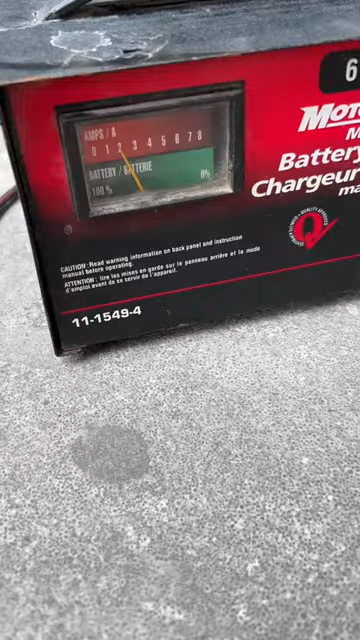 6
AMPS / A
0 1 2 3 4 5 6 7 8
BATTERY / BATTERIE
100 % 0%
Battery
Chargeur
CAUTION: Read warning information on back panel and instruction
manual before operating.
ATTENTION: lire les mises en garde sur le panneau arrière et le mode
d'emploi avant de se servir de l'appareil.
11-1549-4